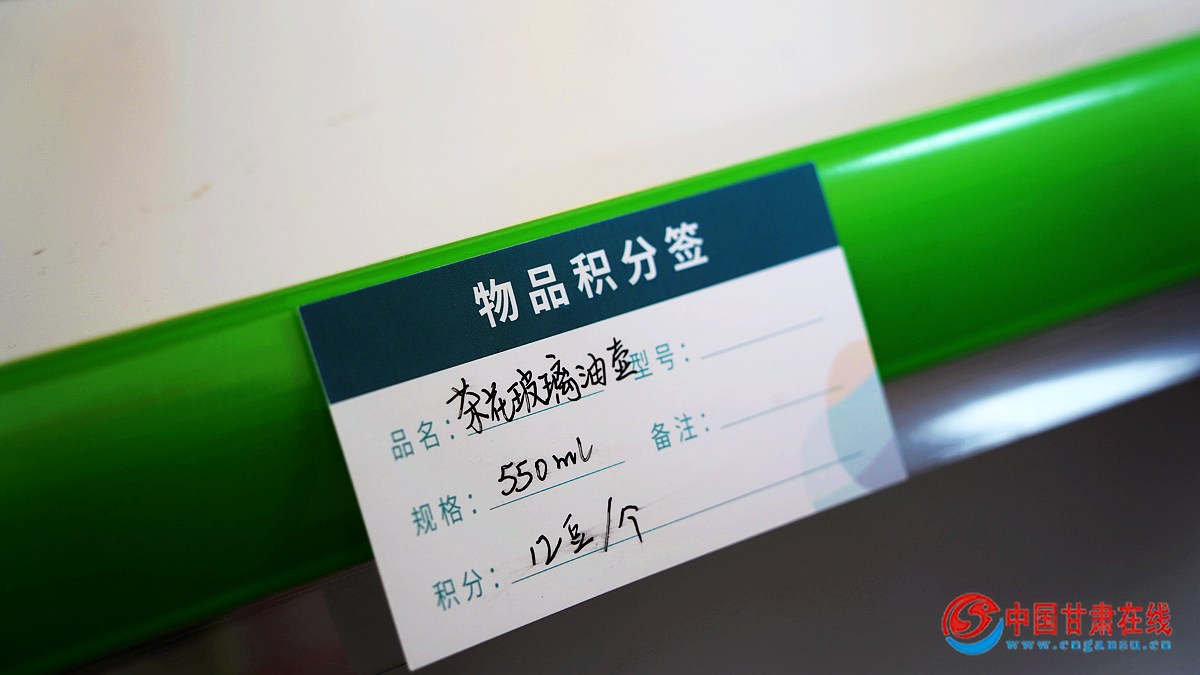 物品积分签
品名：茶花玻璃油壶 型号：
规格：550ml 备注：
积分：12豆/个
中国甘肃在线
www.cngansu.cn